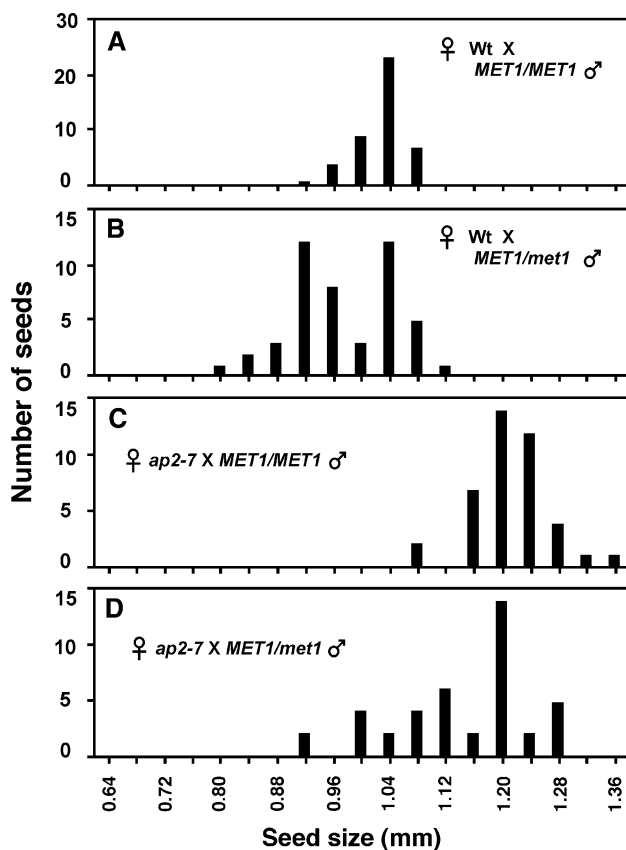 Number of seeds
A
30
20
10
0
♀ Wt X
MET1/MET1 ♂
B
15
10
5
0
♀ Wt X
MET1/met1 ♂
C
15
10
5
0
♀ ap2-7 X MET1/MET1 ♂
D
15
10
5
0
♀ ap2-7 X MET1/met1 ♂
0.64 0.72 0.80 0.88 0.96 1.04 1.12 1.20 1.28 1.36
Seed size (mm)